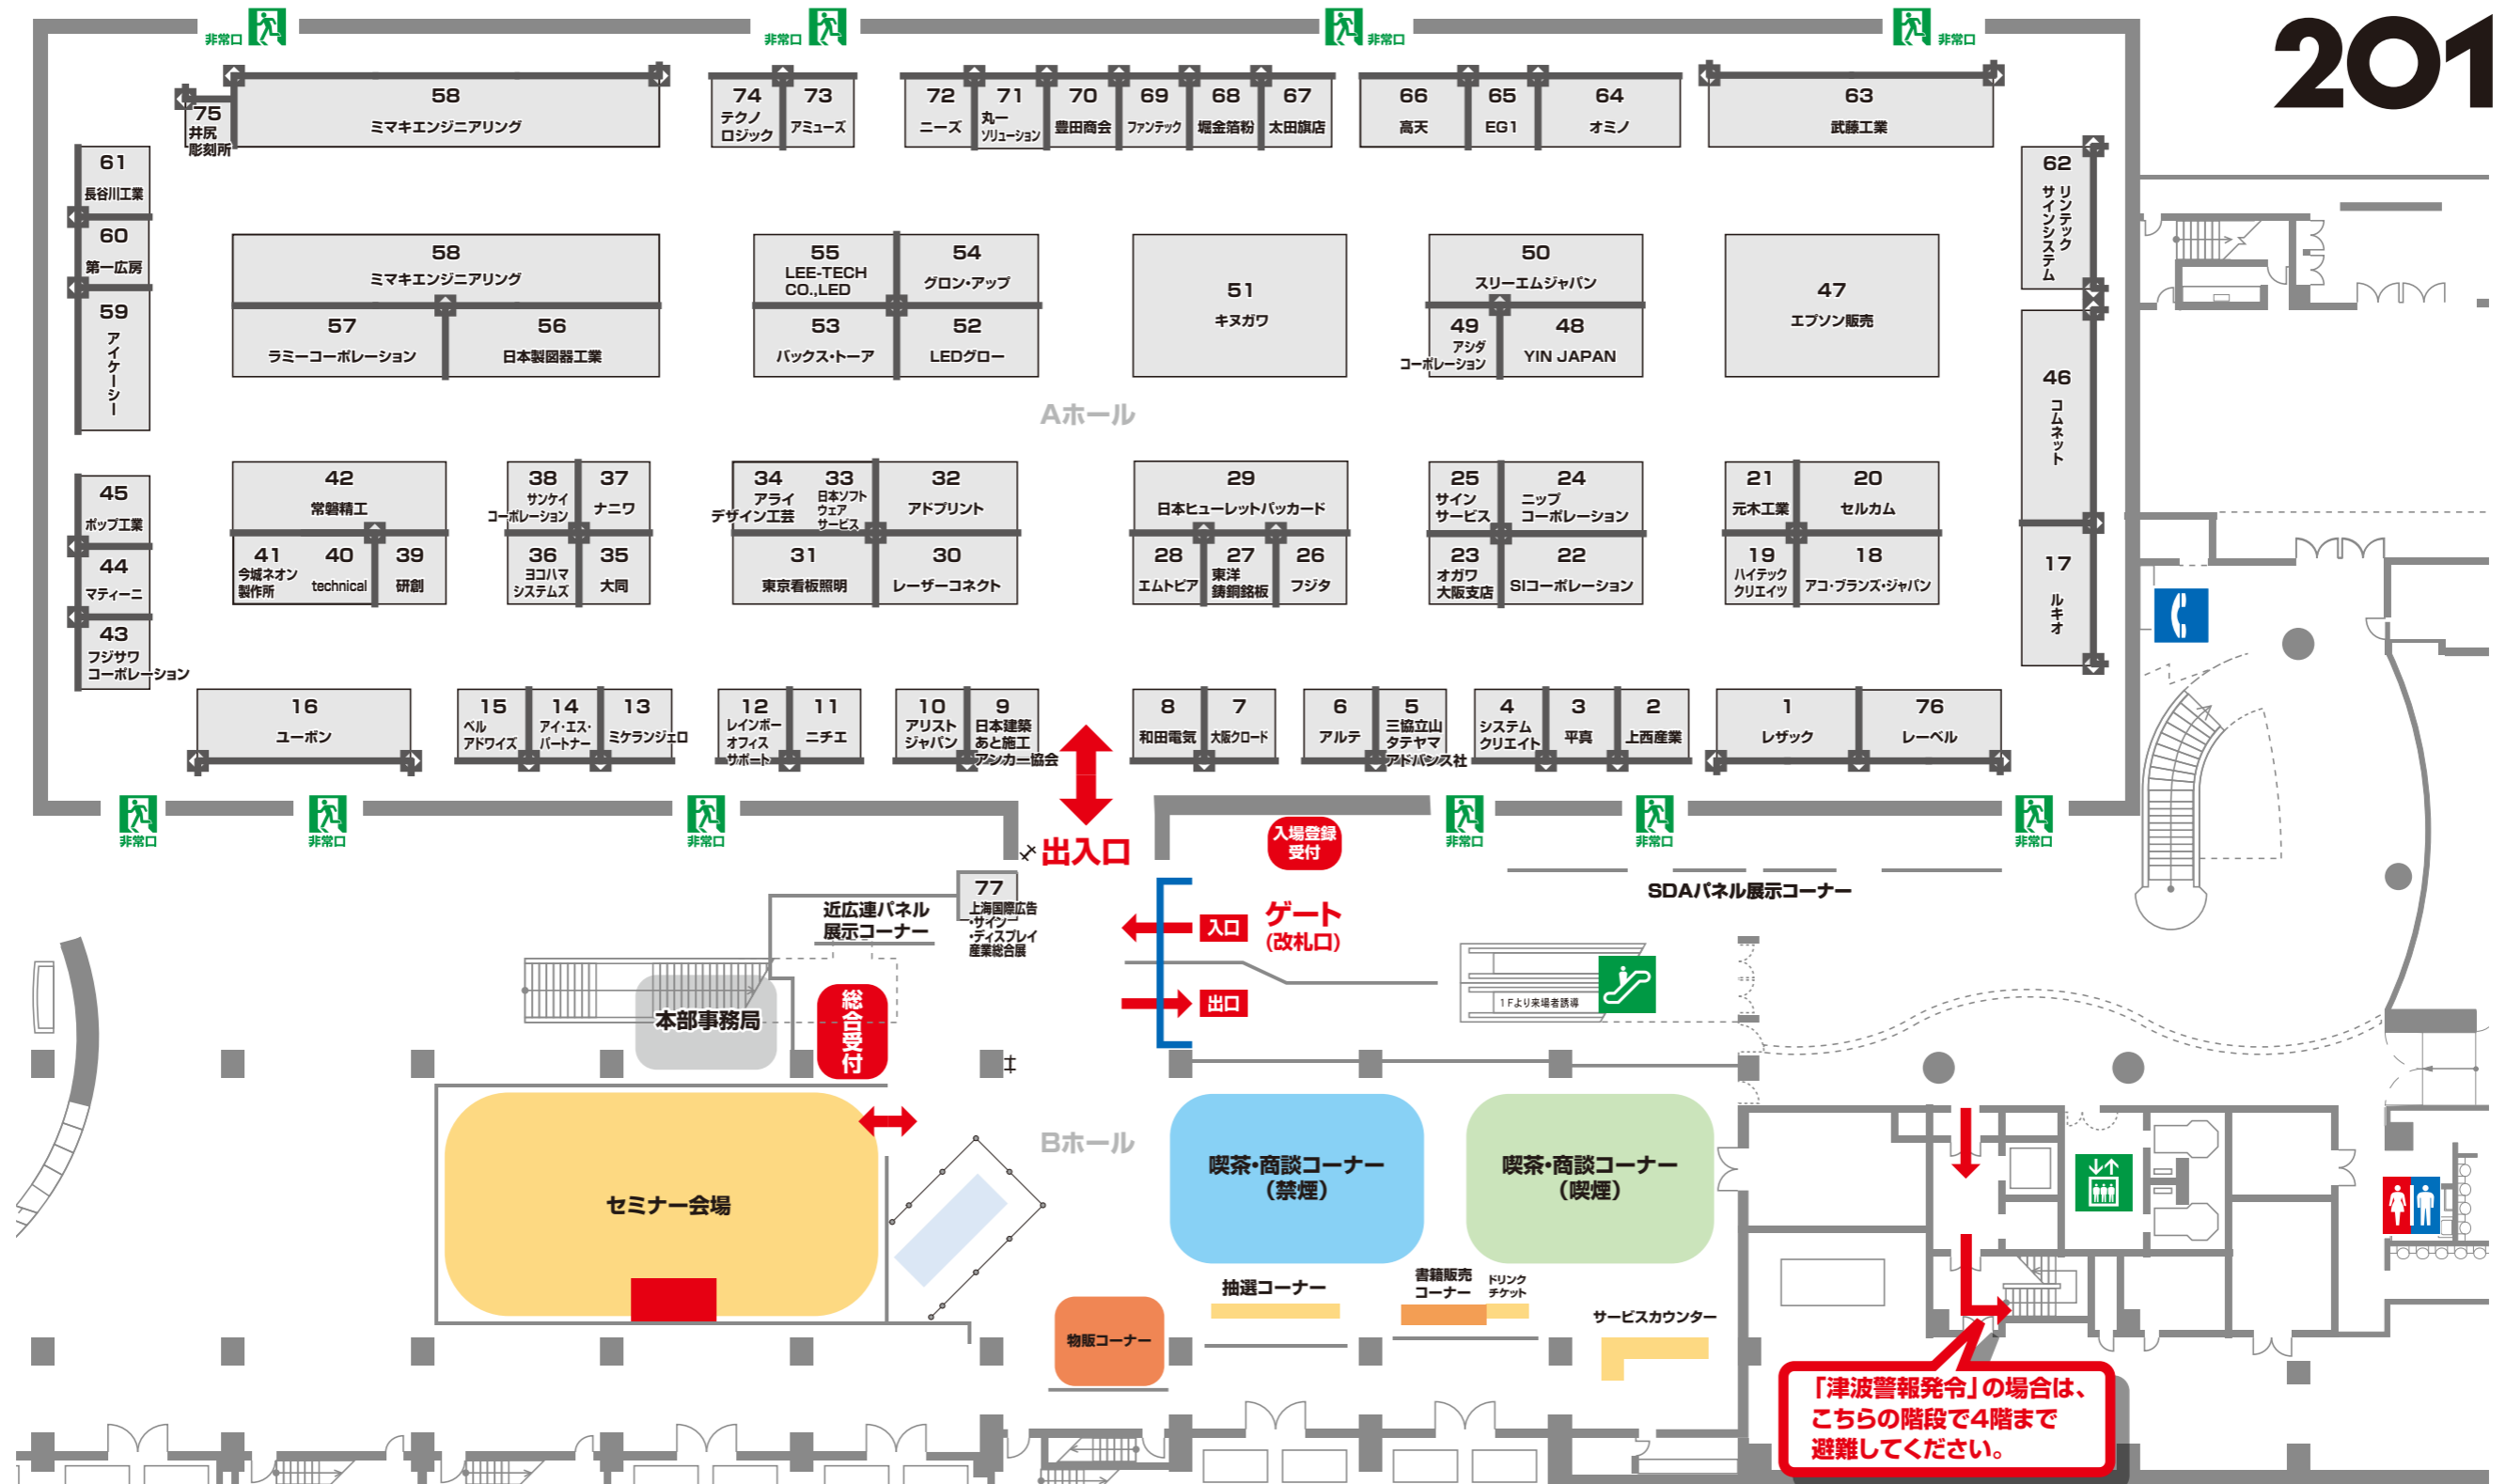 201
非常口
非常口
非常口
非常口
75
井尻
彫刻所
58
ミマキエンジニアリング
74
テクノ
ロジック
73
アミューズ
72
ニーズ
71
丸一
ソリューション
70
豊田商会
69
ファンテック
68
堀金箔粉
67
太田旗店
66
高天
65
EG1
64
オミノ
63
武藤工業
61
長谷川工業
60
第一広房
59
アイケーシー
58
ミマキエンジニアリング
57
ラミーコーポレーション
56
日本製図器工業
55
LEE-TECH
CO.,LED
54
グロン・アップ
53
バックス・トーア
52
LEDグロー
51
キヌガワ
50
スリーエムジャパン
49
アシダ
コーポレーション
48
YIN JAPAN
47
エプソン販売
62
リンテック
サインシステム
46
コムネット
17
ルキオ
Aホール
45
ポップ工業
44
マティーニ
43
フジサワ
コーポレーション
42
常磐精工
41
今城ネオン
製作所
40
technical
39
研創
38
サンケイ
コーポレーション
37
ナニワ
36
ヨコハマ
システムズ
35
大同
34
アライ
デザイン工芸
33
日本ソフト
ウェア
サービス
32
アドプリント
31
東京看板照明
30
レーザーコネクト
29
日本ヒューレットパッカード
28
エムトピア
27
東洋
鋳銅銘板
26
フジタ
25
サイン
サービス
24
ニップ
コーポレーション
23
オガワ
大阪支店
22
SIコーポレーション
21
元木工業
20
セルカム
19
ハイテック
クリエイツ
18
アコ・ブランズ・ジャパン
16
ユーボン
15
ベル
アドワイズ
14
アイ・エス・
パートナー
13
ミケランジェロ
12
レインボー
オフィス
サポート
11
ニチエ
10
アリスト
ジャパン
9
日本建築
あと施工
アンカー協会
8
和田電気
7
大阪クロード
6
アルテ
5
三協立山
タテヤマ
アドバンス社
4
システム
クリエイト
3
平真
2
上西産業
1
レザック
76
レーベル
非常口
非常口
非常口
非常口
非常口
非常口
出入口
入場登録
受付
77
上海国際広告
・サイン
・ディスプレイ
産業総合展
近広連パネル
展示コーナー
SDAパネル展示コーナー
入口
ゲート
(改札口)
出口
1Fより来場者誘導
本部事務局
総合受付
Bホール
セミナー会場
喫茶・商談コーナー
（禁煙）
喫茶・商談コーナー
（喫煙）
抽選コーナー
書籍販売
コーナー
ドリンク
チケット
サービスカウンター
物販コーナー
「津波警報発令」の場合は、
こちらの階段で4階まで
避難してください。